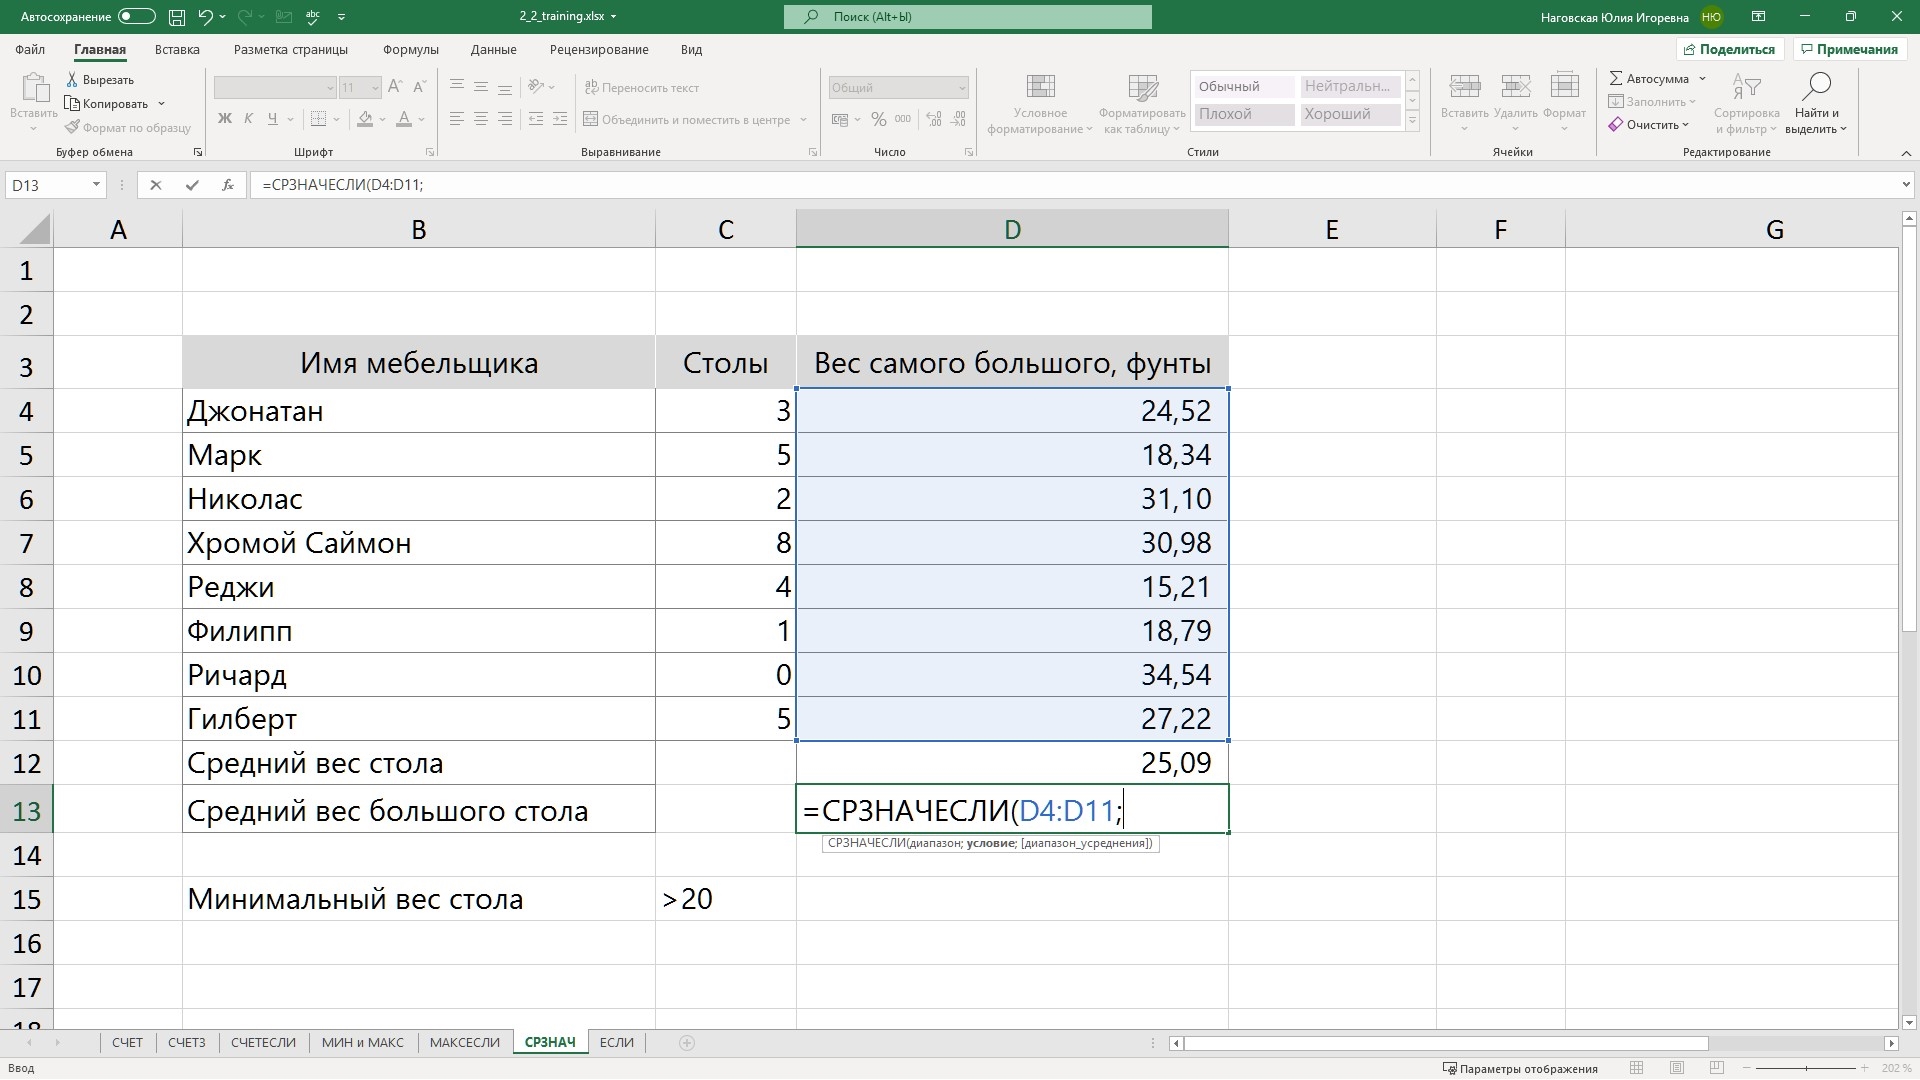 Автосохранение
2_2_training.xlsx
Поиск (Alt+Ы)
Наговская Юлия Игоревна НЮ
Файл Главная Вставка Разметка страницы Формулы Данные Рецензирование Вид Поделиться Примечания
Вставить
Вырезать
Копировать
Формат по образцу
Буфер обмена
11
Ж К Ч
Шрифт
Переносить текст
Объединить и поместить в центре
Выравнивание
Общий
% 000
Число
Условное форматирование
Форматировать как таблицу
Обычный Нейтральн...
Плохой Хороший
Стили
Вставить Удалить Формат
Ячейки
Автосумма
Заполнить
Очистить
Сортировка и фильтр
Найти и выделить
Редактирование
D13 fx =СРЗНАЧЕСЛИ(D4:D11;
A B C D E F G
1
2
3 Имя мебельщика Столы Вес самого большого, фунты
4 Джонатан 3 24,52
5 Марк 5 18,34
6 Николас 2 31,10
7 Хромой Саймон 8 30,98
8 Реджи 4 15,21
9 Филипп 1 18,79
10 Ричард 0 34,54
11 Гилберт 5 27,22
12 Средний вес стола 25,09
13 Средний вес большого стола =СРЗНАЧЕСЛИ(D4:D11;
СРЗНАЧЕСЛИ(диапазон; условие; [диапазон_усреднения])
14
15 Минимальный вес стола >20
16
17
18
СЧЕТ СЧЕТЗ СЧЕТЕСЛИ МИН и МАКС МАКСЕСЛИ СРЗНАЧ ЕСЛИ
Ввод Параметры отображения 202 %